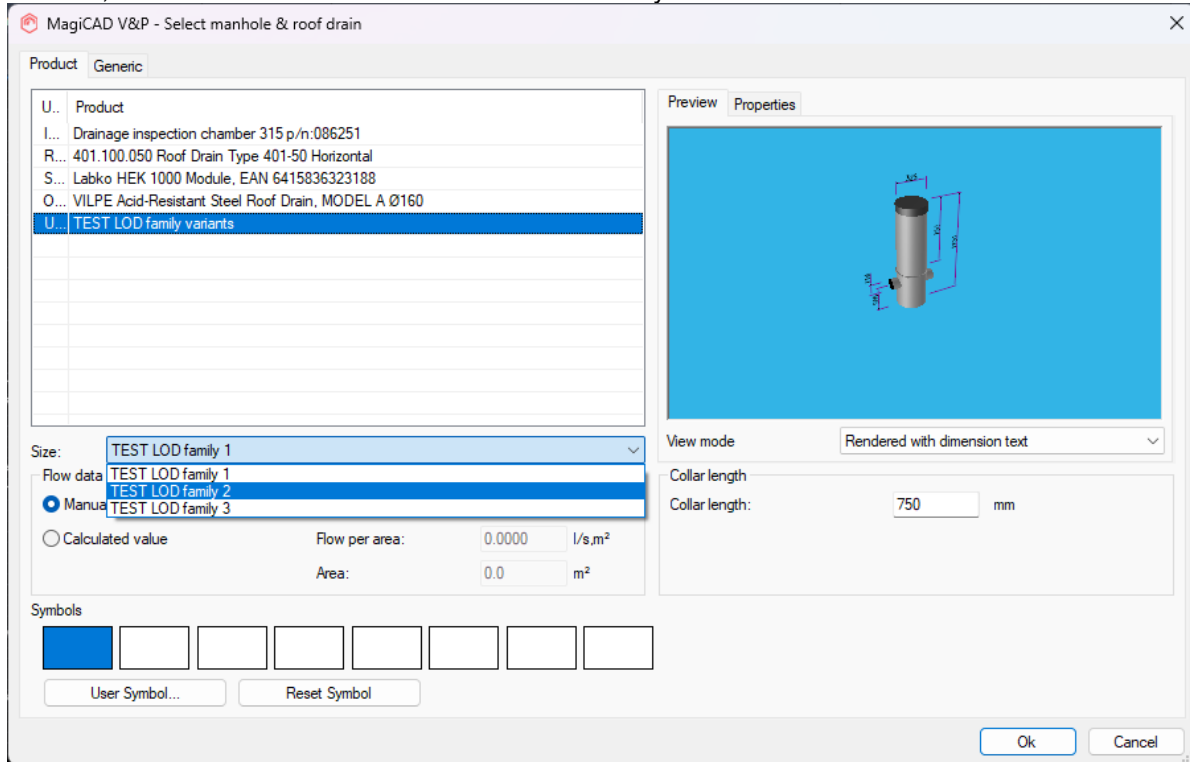 MagiCAD V&P - Select manhole & roof drain
Product Generic
U.. Product
I... Drainage inspection chamber 315 p/n:086251
R... 401.100.050 Roof Drain Type 401-50 Horizontal
S... Labko HEK 1000 Module, EAN 6415836323188
O... VILPE Acid-Resistant Steel Roof Drain, MODEL A Ø160
U... TEST LOD family variants
Preview Properties
Size: TEST LOD family 1
View mode Rendered with dimension text
TEST LOD family 1
TEST LOD family 2
TEST LOD family 3
Flow data
Manua
Calculated value Flow per area: 0.0000 l/s,m²
Area: 0.0 m²
Collar length
Collar length: 750 mm
Symbols
User Symbol... Reset Symbol
Ok Cancel